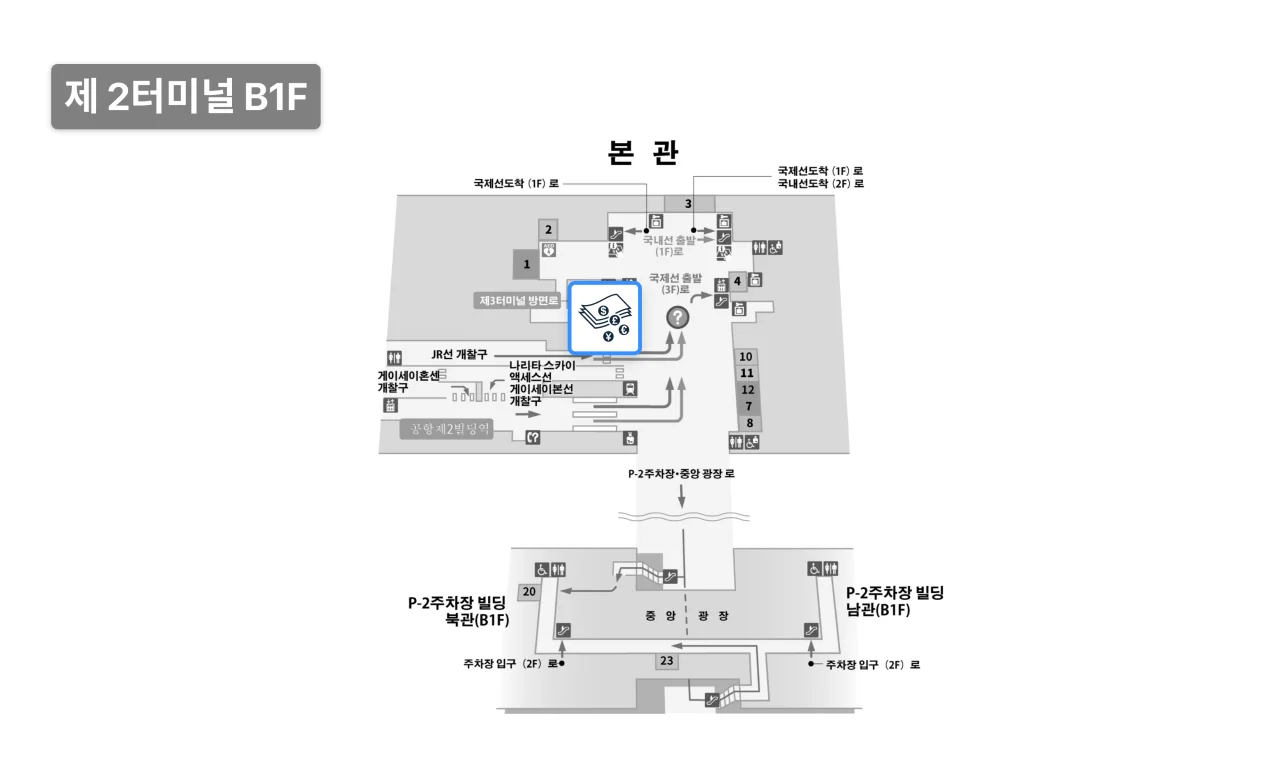 제 2터미널 B1F
본 관
국제선도착 (1F) 로
국제선도착 (1F) 로
국내선도착 (2F) 로
3
2
국내선 출발
(1F)로
1
국제선 출발
(3F)로
4
제3터미널 방면로
?
$
£
€
¥
JR선 개찰구
나리타 스카이
액세스선
게이세이본선
개찰구
게이세이혼센
개찰구
10
11
12
7
8
공항 제2빌딩역
?
P-2주차장•중앙 광장 로
20
P-2주차장 빌딩
북관(B1F)
P-2주차장 빌딩
남관(B1F)
중 앙 광 장
23
주차장 입구 (2F) 로
주차장 입구 (2F) 로